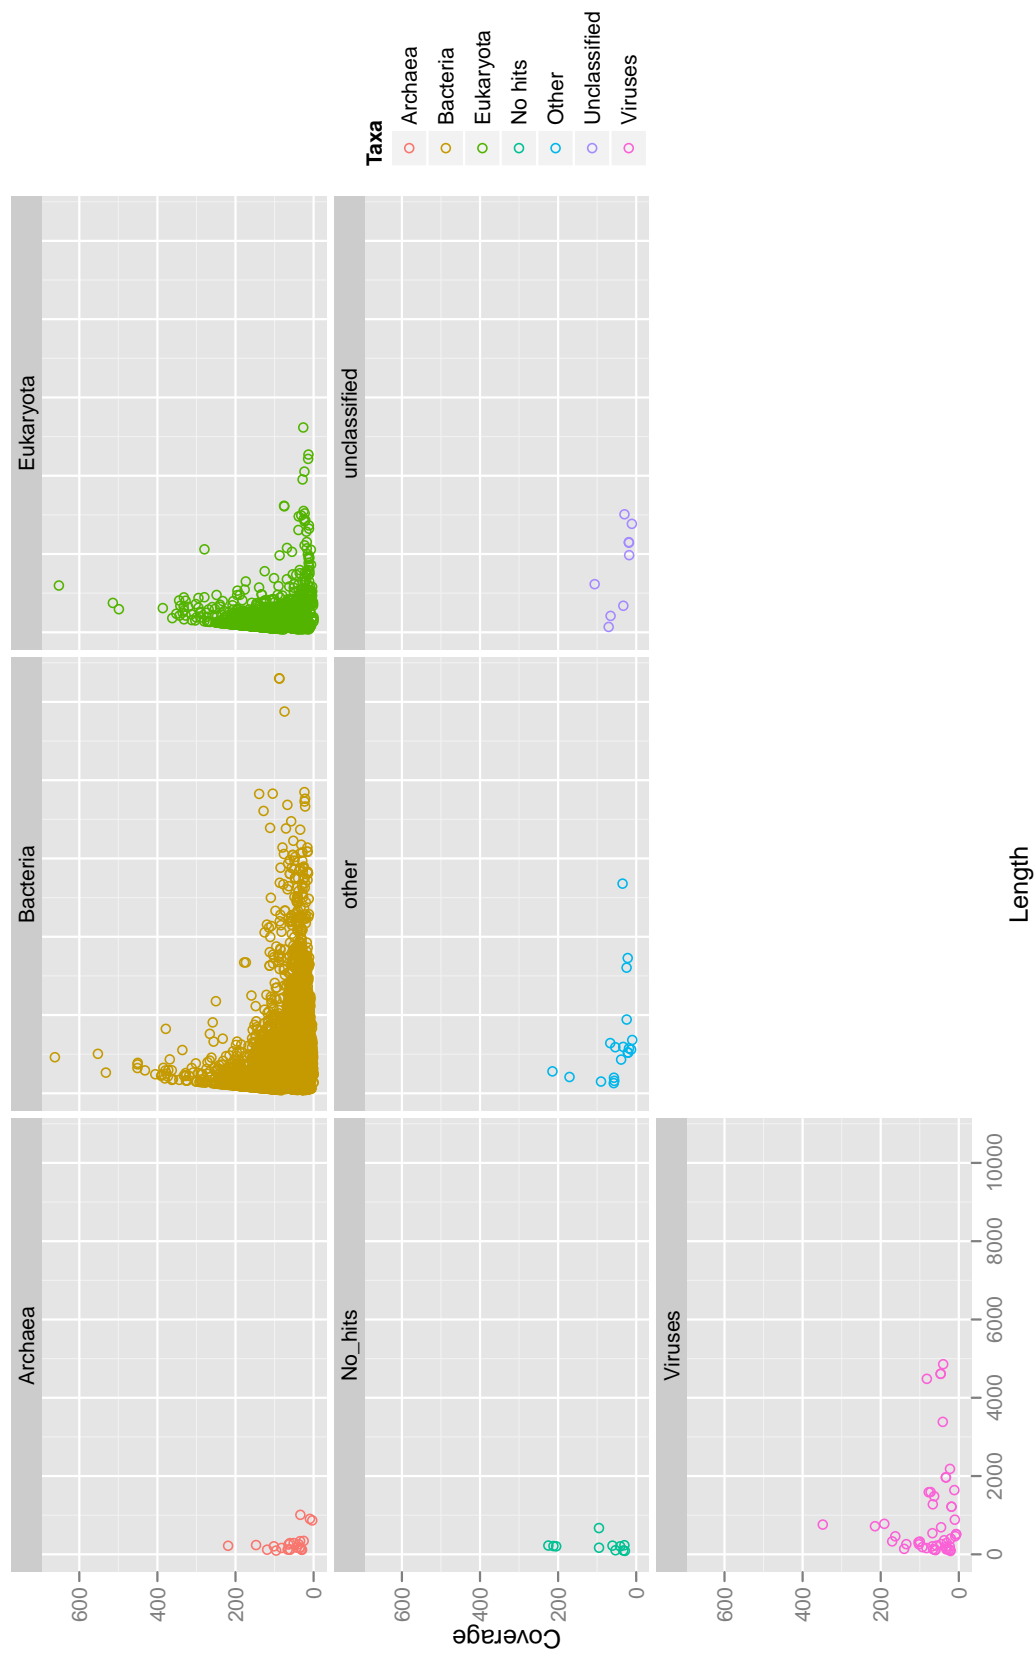 Archaea
Bacteria
Eukaryota
600
400
200
0
No_hits
other
unclassified
600
400
200
0
Viruses
600
400
200
0
0
2000
4000
6000
8000
10000
Coverage
Length
Taxa
Archaea
Bacteria
Eukaryota
No hits
Other
Unclassified
Viruses